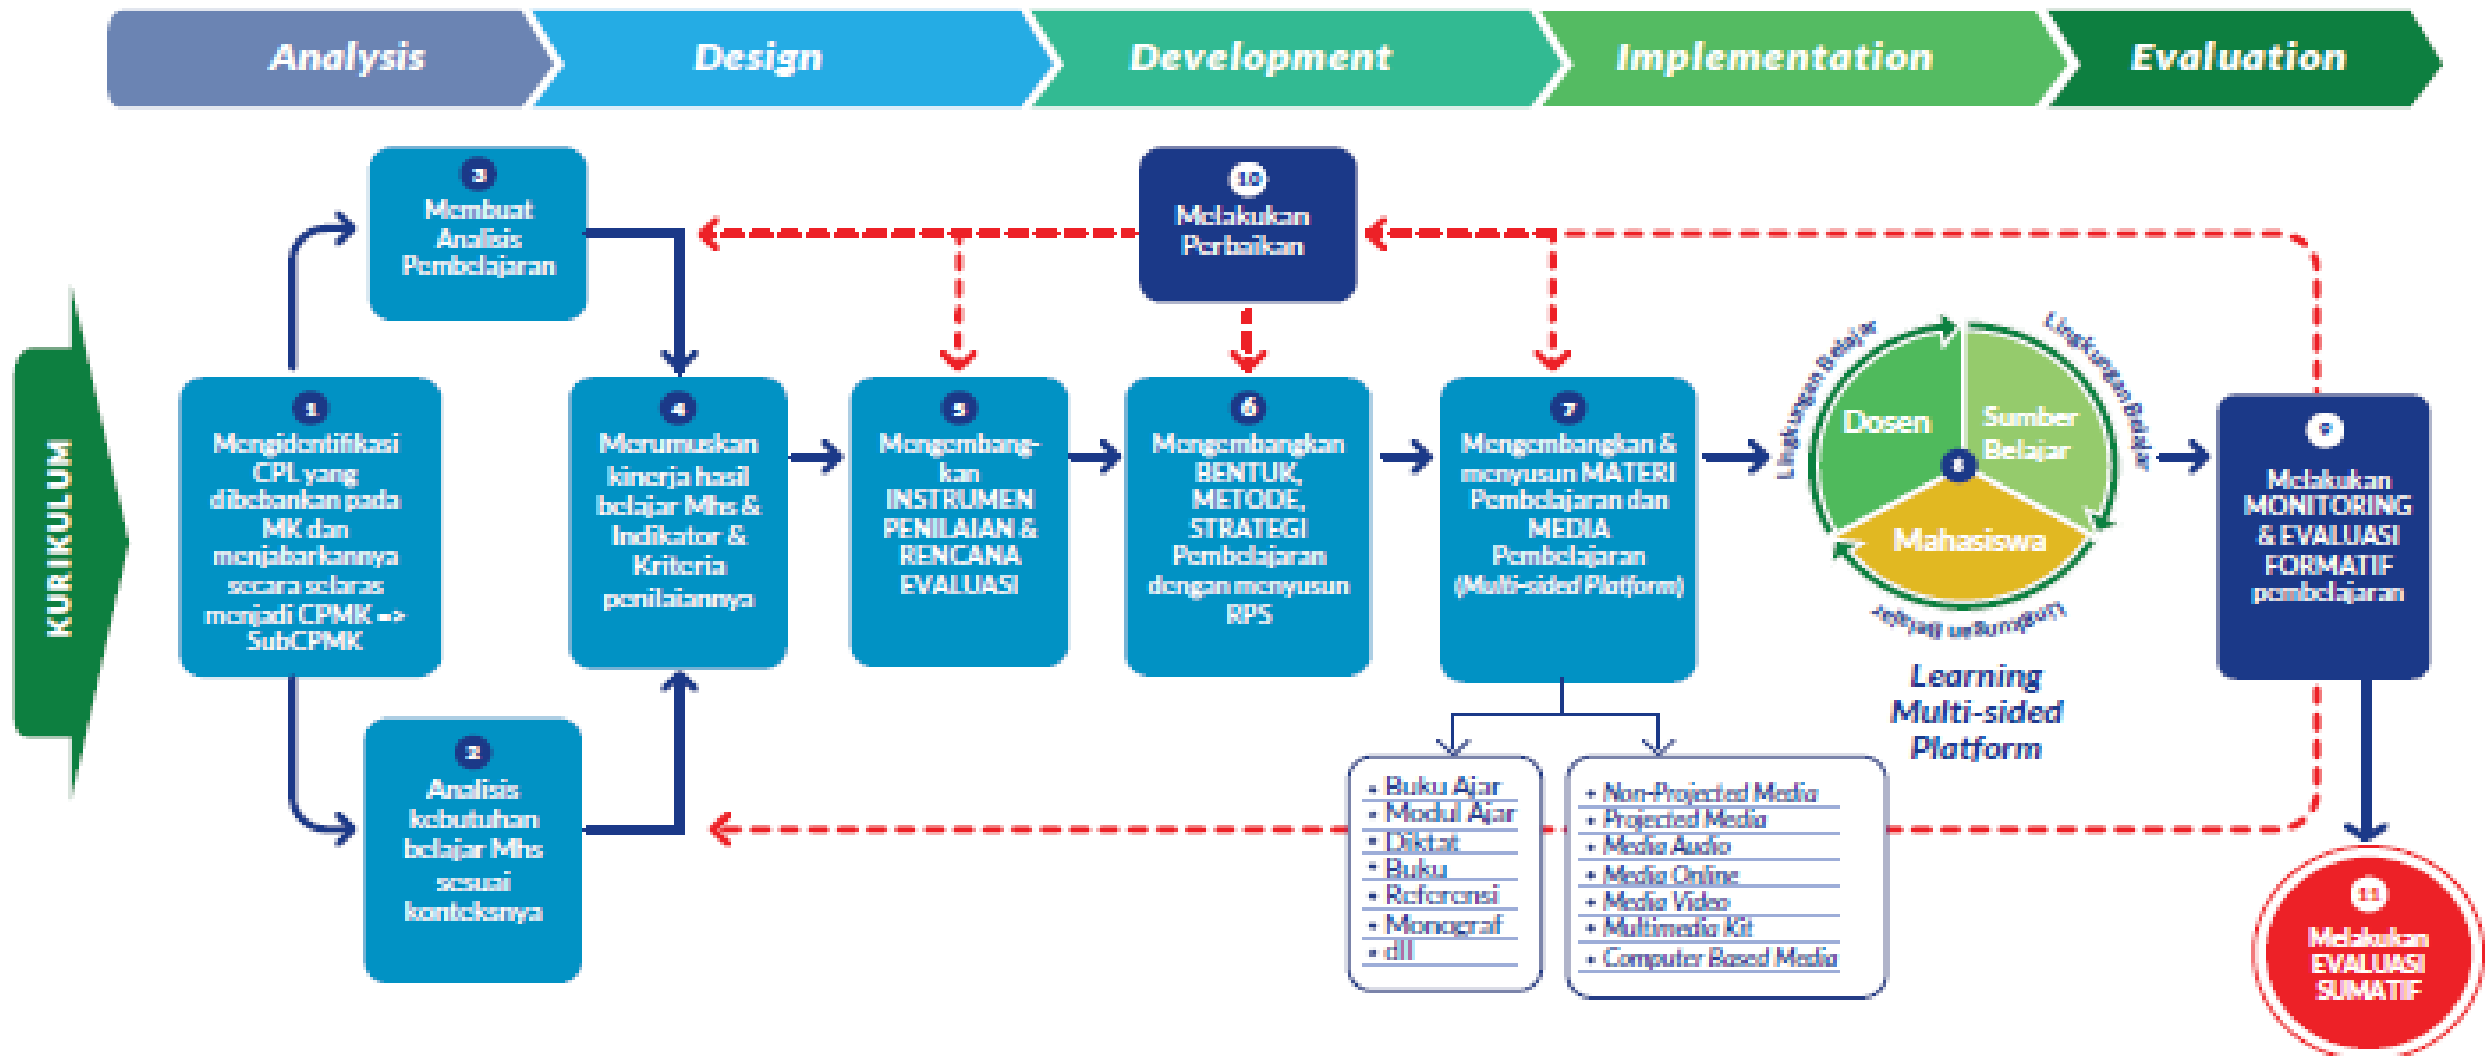 Analysis
Design
Development
Implementation
Evaluation
KURIKULUM
1
Mengidentifikasi
CPL yang
dibebankan pada
MK dan
menjabarkannya
secara selaras
menjadi CPMK =>
SubCPMK
2
Analisis
kebutuhan
belajar Mhs
sesuai
konteksnya
3
Membuat
Analisis
Pembelajaran
4
Merumuskan
kinerja hasil
belajar Mhs &
Indikator &
Kriteria
penilaiannya
5
Mengembang-
kan
INSTRUMEN
PENILAIAN &
RENCANA
EVALUASI
6
Mengembangkan
BENTUK,
METODE,
STRATEGI
Pembelajaran
dengan menyusun
RPS
7
Mengembangkan &
menyusun MATERI
Pembelajaran dan
MEDIA
Pembelajaran
(Multi-sided Platform)
• Buku Ajar
• Modul Ajar
• Diktat
• Buku
• Referensi
• Monograf
• dll
• Non-Projected Media
• Projected Media
• Media Audio
• Media Online
• Media Video
• Multimedia Kit
• Computer Based Media
8
Dosen
Sumber
Belajar
Mahasiswa
Lingkungan Belajar
Lingkungan Belajar
Lingkungan Belajar
Learning
Multi-sided
Platform
9
Melakukan
MONITORING
& EVALUASI
FORMATIF
pembelajaran
10
Melakukan
Perbaikan
11
Melakukan
EVALUASI
SUMATIF